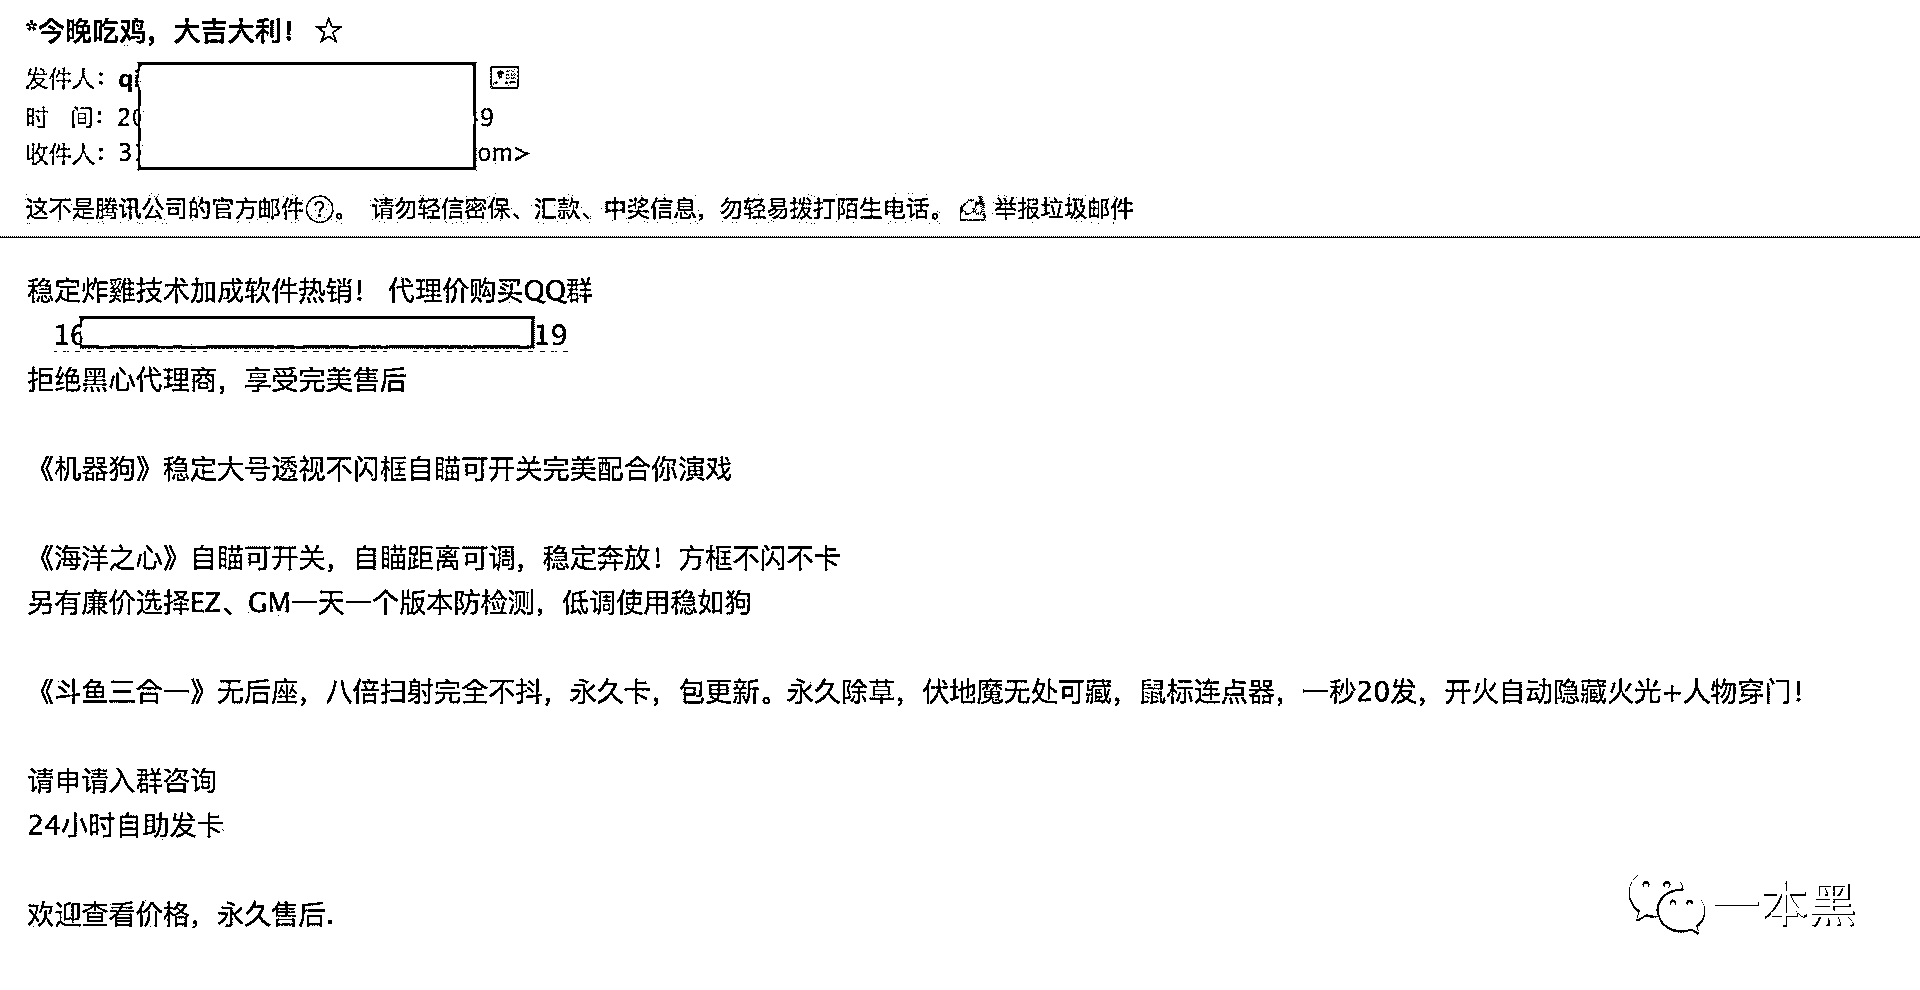 *今晚吃鸡，大吉大利！ ☆
发件人：q
时 间：20 9
收件人：3 om>
这不是腾讯公司的官方邮件?。 请勿轻信密保、汇款、中奖信息，勿轻易拨打陌生电话。 举报垃圾邮件
稳定炸雞技术加成软件热销！ 代理价购买QQ群
16 19
拒绝黑心代理商，享受完美售后
《机器狗》稳定大号透视不闪框自瞄可开关完美配合你演戏
《海洋之心》自瞄可开关，自瞄距离可调，稳定奔放！方框不闪不卡
另有廉价选择EZ、GM一天一个版本防检测，低调使用稳如狗
《斗鱼三合一》无后座，八倍扫射完全不抖，永久卡，包更新。永久除草，伏地魔无处可藏，鼠标连点器，一秒20发，开火自动隐藏火光+人物穿门！
请申请入群咨询
24小时自助发卡
欢迎查看价格，永久售后.
一本黑